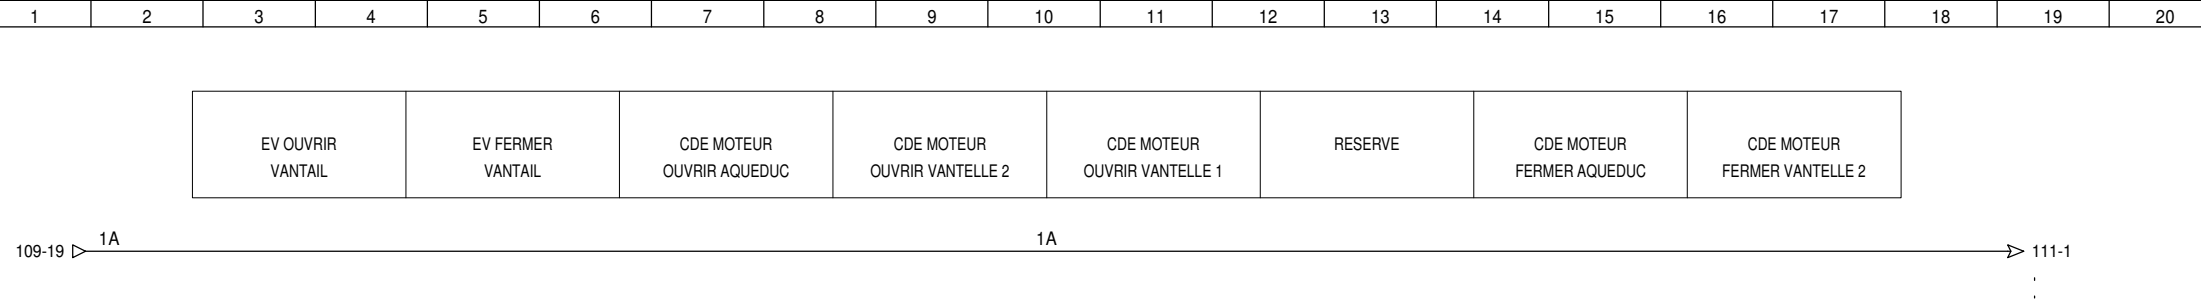 1 2 3 4 5 6 7 8 9 10 11 12 13 14 15 16 17 18 19 20
EV OUVRIR
VANTAIL
EV FERMER
VANTAIL
CDE MOTEUR
OUVRIR AQUEDUC
CDE MOTEUR
OUVRIR VANTELLE 2
CDE MOTEUR
OUVRIR VANTELLE 1
RESERVE
CDE MOTEUR
FERMER AQUEDUC
CDE MOTEUR
FERMER VANTELLE 2
109-19 1A 1A 111-1